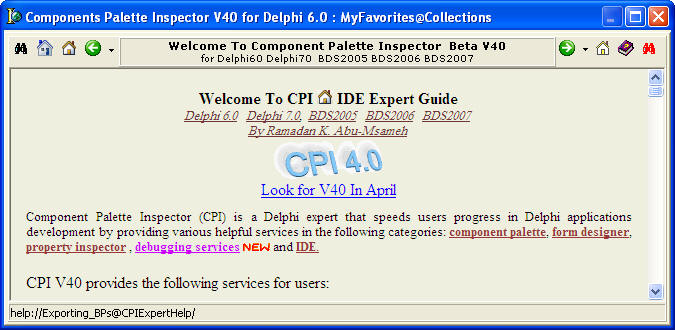 Components Palette Inspector V40 for Delphi 6.0 : MyFavorites@Collections
Welcome To Component Palette Inspector Beta V40
for Delphi60 Delphi70 BDS2005 BDS2006 BDS2007
Welcome To CPI IDE Expert Guide
Delphi 6.0 Delphi 7.0, BDS2005 BDS2006 BDS2007
By Ramadan K. Abu-Msameh
CPI 4.0
Look for V40 In April
Component Palette Inspector (CPI) is a Delphi expert that speeds users progress in Delphi applications
development by providing various helpful services in the following categories: component palette, form designer,
property inspector , debugging services NEW and IDE.
CPI V40 provides the following services for users:
help://Exporting_BPs@CPIExpertHelp/